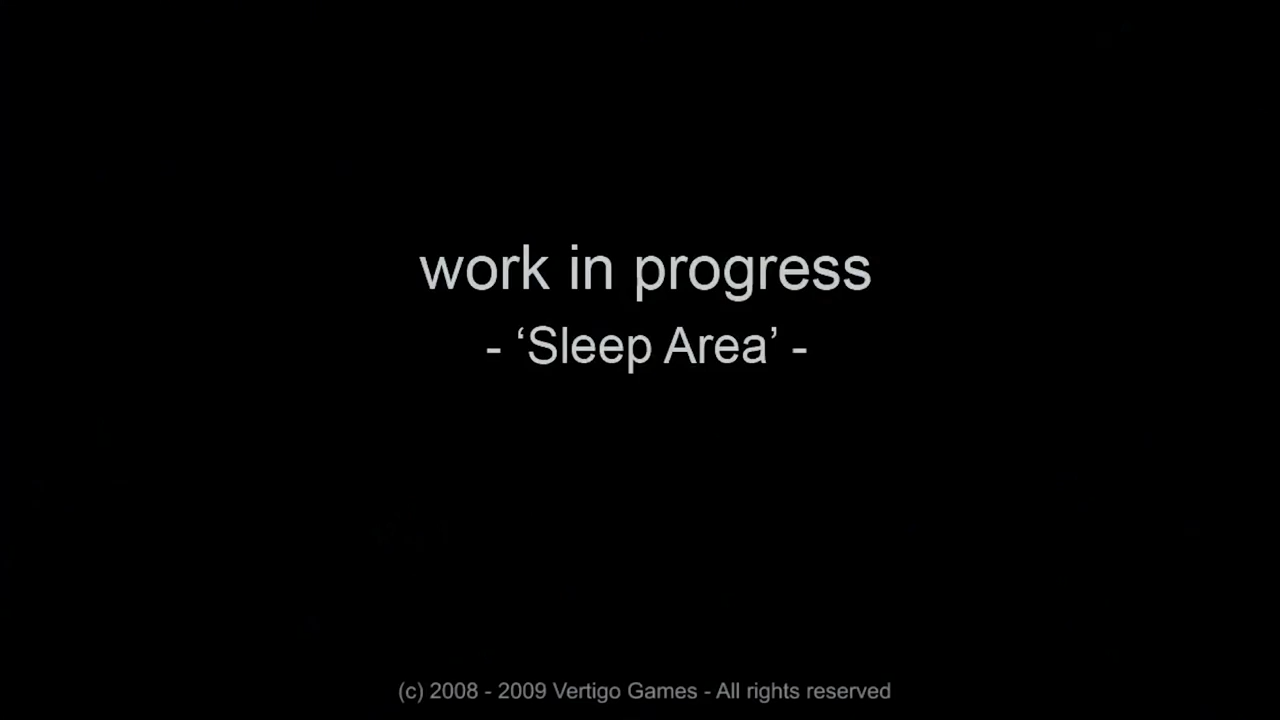 work in progress
- ‘Sleep Area’ -
(c) 2008 - 2009 Vertigo Games - All rights reserved